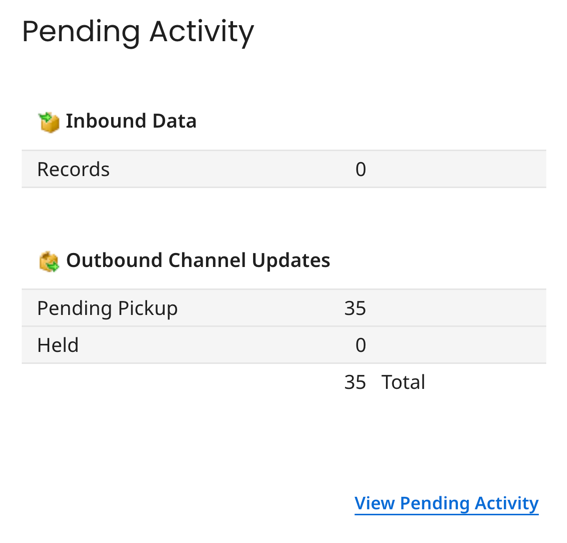 Pending Activity
Inbound Data
Records 0
Outbound Channel Updates
Pending Pickup 35
Held 0
35 Total
View Pending Activity